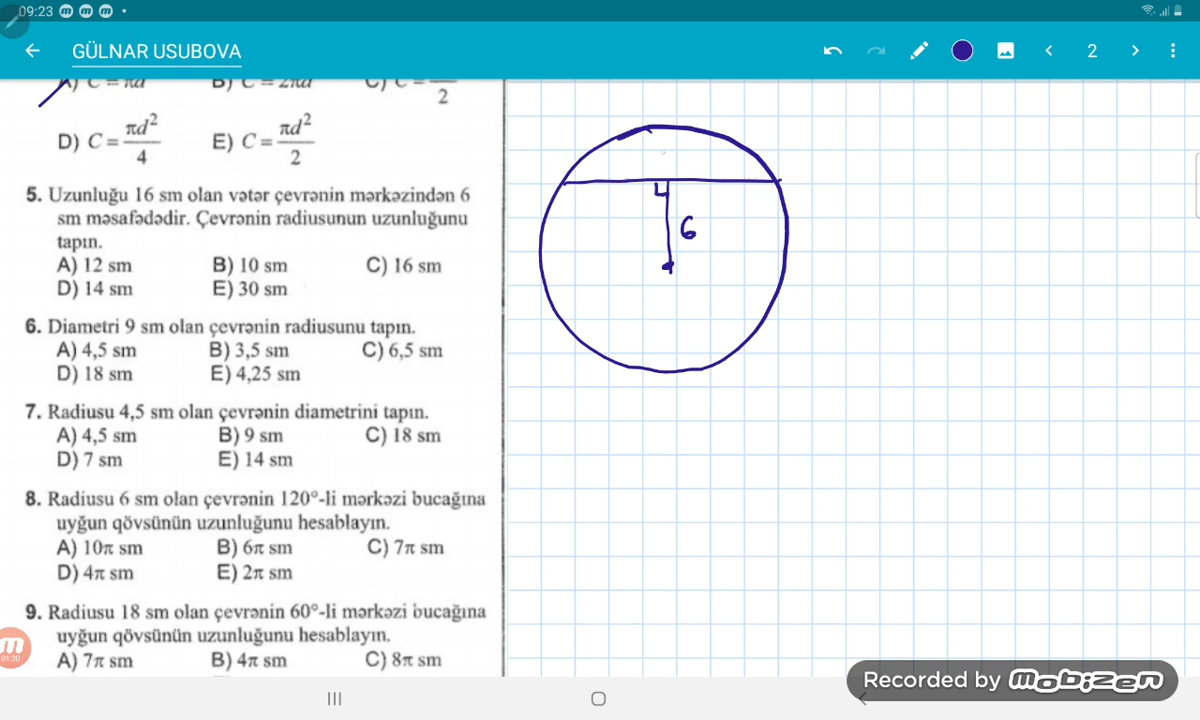 09:23
GÜLNAR USUBOVA
2
A) C = πd B) C = 2πd C) C =
2
D) C = πd²/4 E) C = πd²/2
5. Uzunluğu 16 sm olan vətər çevrənin mərkəzindən 6
sm məsafədədir. Çevrənin radiusunun uzunluğunu
tapın.
A) 12 sm B) 10 sm C) 16 sm
D) 14 sm E) 30 sm
6. Diametri 9 sm olan çevrənin radiusunu tapın.
A) 4,5 sm B) 3,5 sm C) 6,5 sm
D) 18 sm E) 4,25 sm
7. Radiusu 4,5 sm olan çevrənin diametrini tapın.
A) 4,5 sm B) 9 sm C) 18 sm
D) 7 sm E) 14 sm
8. Radiusu 6 sm olan çevrənin 120°-li mərkəzi bucağına
uyğun qövsünün uzunluğunu hesablayın.
A) 10π sm B) 6π sm C) 7π sm
D) 4π sm E) 2π sm
9. Radiusu 18 sm olan çevrənin 60°-li mərkəzi bucağına
uyğun qövsünün uzunluğunu hesablayın.
A) 7π sm B) 4π sm C) 8π sm
6
01:20
Recorded by mobizen